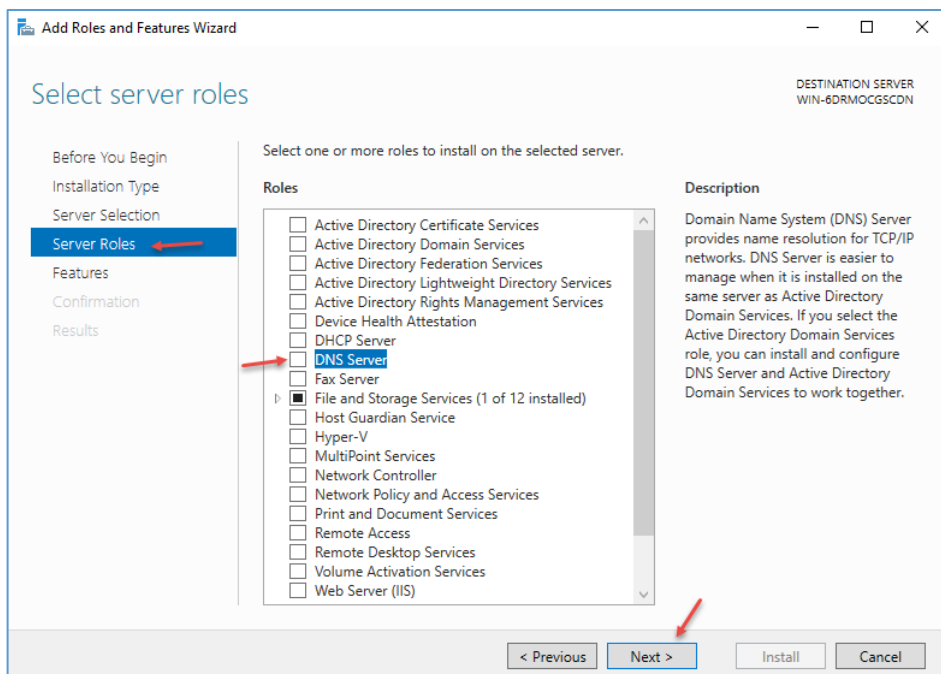 Add Roles and Features Wizard
Select server roles
DESTINATION SERVER
WIN-6DRMOCGSCDN
Before You Begin
Installation Type
Server Selection
Server Roles
Features
Confirmation
Results
Select one or more roles to install on the selected server.
Roles
Active Directory Certificate Services
Active Directory Domain Services
Active Directory Federation Services
Active Directory Lightweight Directory Services
Active Directory Rights Management Services
Device Health Attestation
DHCP Server
DNS Server
Fax Server
File and Storage Services (1 of 12 installed)
Host Guardian Service
Hyper-V
MultiPoint Services
Network Controller
Network Policy and Access Services
Print and Document Services
Remote Access
Remote Desktop Services
Volume Activation Services
Web Server (IIS)
Description
Domain Name System (DNS) Server
provides name resolution for TCP/IP
networks. DNS Server is easier to
manage when it is installed on the
same server as Active Directory
Domain Services. If you select the
Active Directory Domain Services
role, you can install and configure
DNS Server and Active Directory
Domain Services to work together.
< Previous
Next >
Install
Cancel